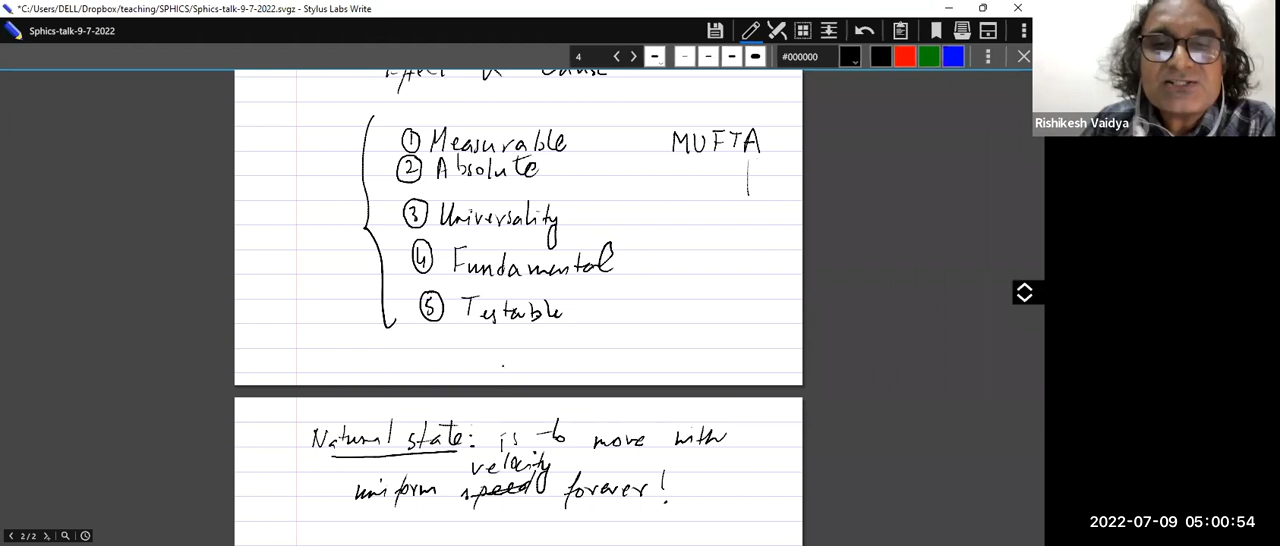 *C:/Users/DELL/Dropbox/teaching/SPHICS/Sphics-talk-9-7-2022.svgz - Stylus Labs Write
Sphics-talk-9-7-2022
4
#000000
Effect & Cause
① Measurable MUFTA
② Absolute
③ Universality
④ Fundamental
⑤ Testable
Natural state: is to move with
velocity
uniform speed forever!
Rishikesh Vaidya
2/2
2022-07-09 05:00:54